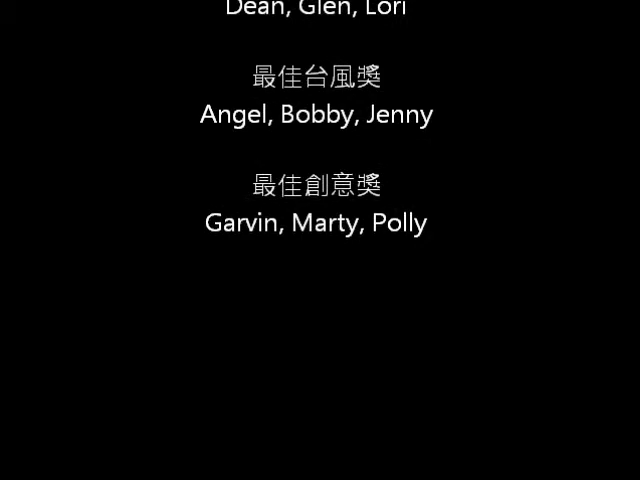 Dean, Glen, Lori
最佳台風獎
Angel, Bobby, Jenny
最佳創意獎
Garvin, Marty, Polly